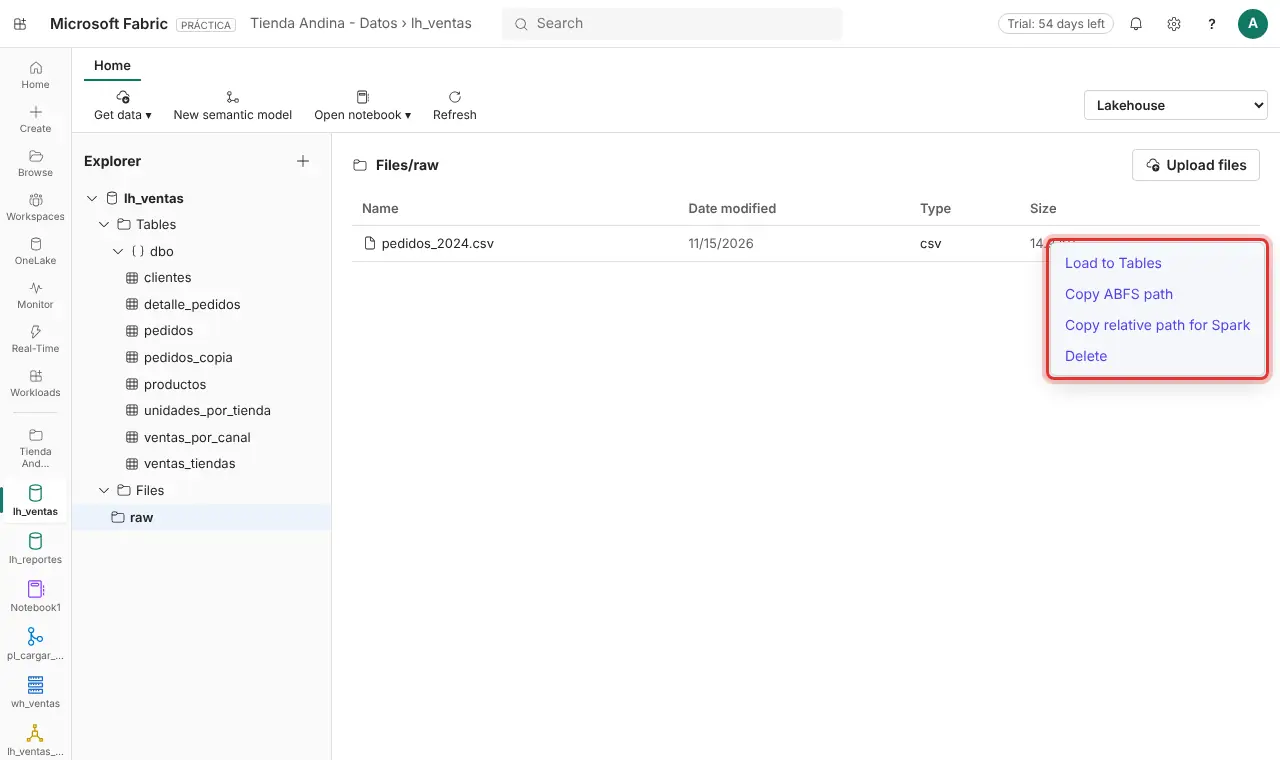 Microsoft Fabric PRÁCTICA Tienda Andina - Datos › lh_ventas Search Trial: 54 days left ? A
Home
Create
Browse
Workspaces
OneLake
Monitor
Real-Time
Workloads
Tienda
And...
lh_ventas
lh_reportes
Notebook1
pl_cargar_...
wh_ventas
lh_ventas_...
Home
Get data ▾ New semantic model Open notebook ▾ Refresh Lakehouse
Explorer
lh_ventas
Tables
dbo
clientes
detalle_pedidos
pedidos
pedidos_copia
productos
unidades_por_tienda
ventas_por_canal
ventas_tiendas
Files
raw
Files/raw Upload files
Name Date modified Type Size
pedidos_2024.csv 11/15/2026 csv
Load to Tables
Copy ABFS path
Copy relative path for Spark
Delete